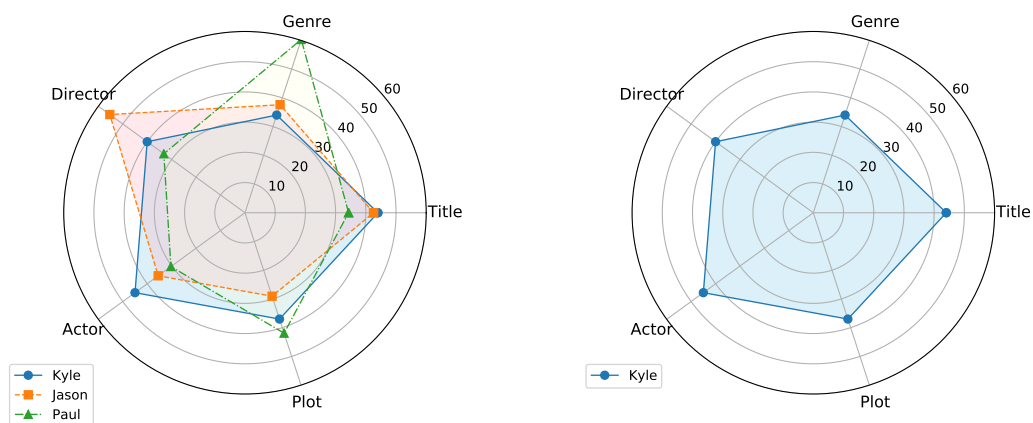 Genre
Director
60
50
40
30
20
10
Title
Actor
Plot
Kyle
Jason
Paul
Genre
Director
60
50
40
30
20
10
Title
Actor
Plot
Kyle